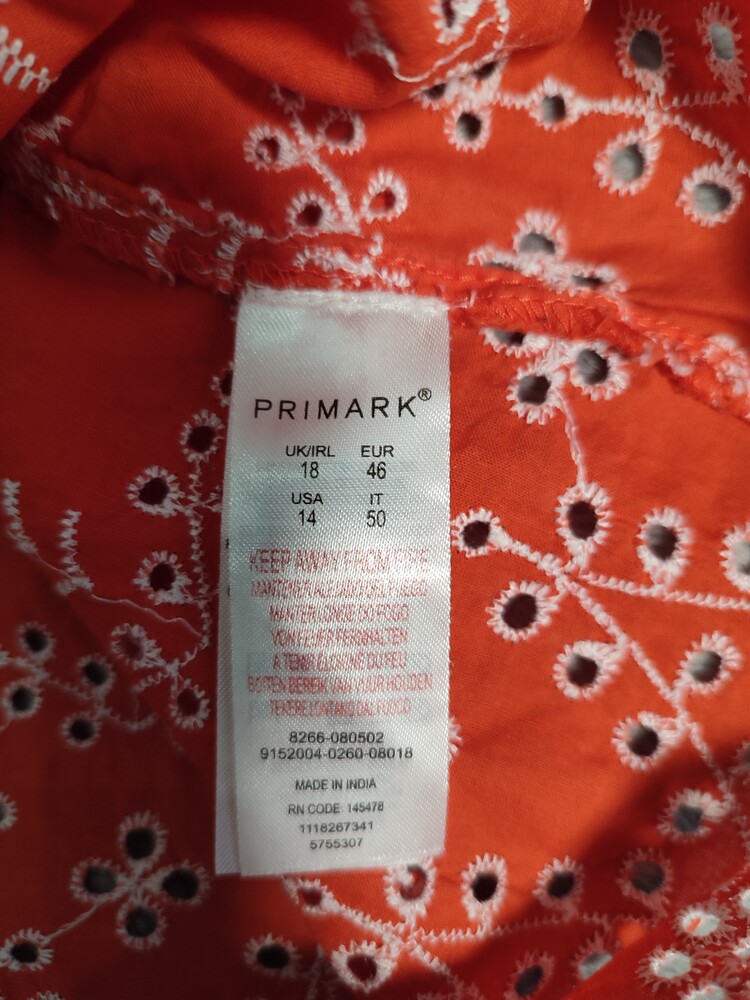 PRIMARK®
UK/IRL EUR
18 46
USA IT
14 50
KEEP AWAY FROM FIRE
MANTENER ALEJADO DEL FUEGO
MANTER LONGE DO FOGO
VON FEUER FERNHALTEN
A TENIR ÉLOIGNÉ DU FEU
BUITEN BEREIK VAN VUUR HOUDEN
TENERE LONTANO DAL FUOCO
8266-080502
9152004-0260-08018
MADE IN INDIA
RN CODE: 145478
1118267341
5755307